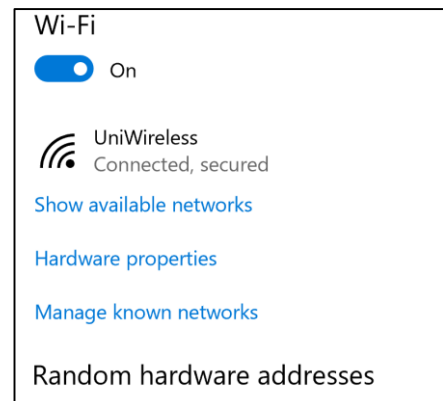 Wi-Fi
On
UniWireless
Connected, secured
Show available networks
Hardware properties
Manage known networks
Random hardware addresses